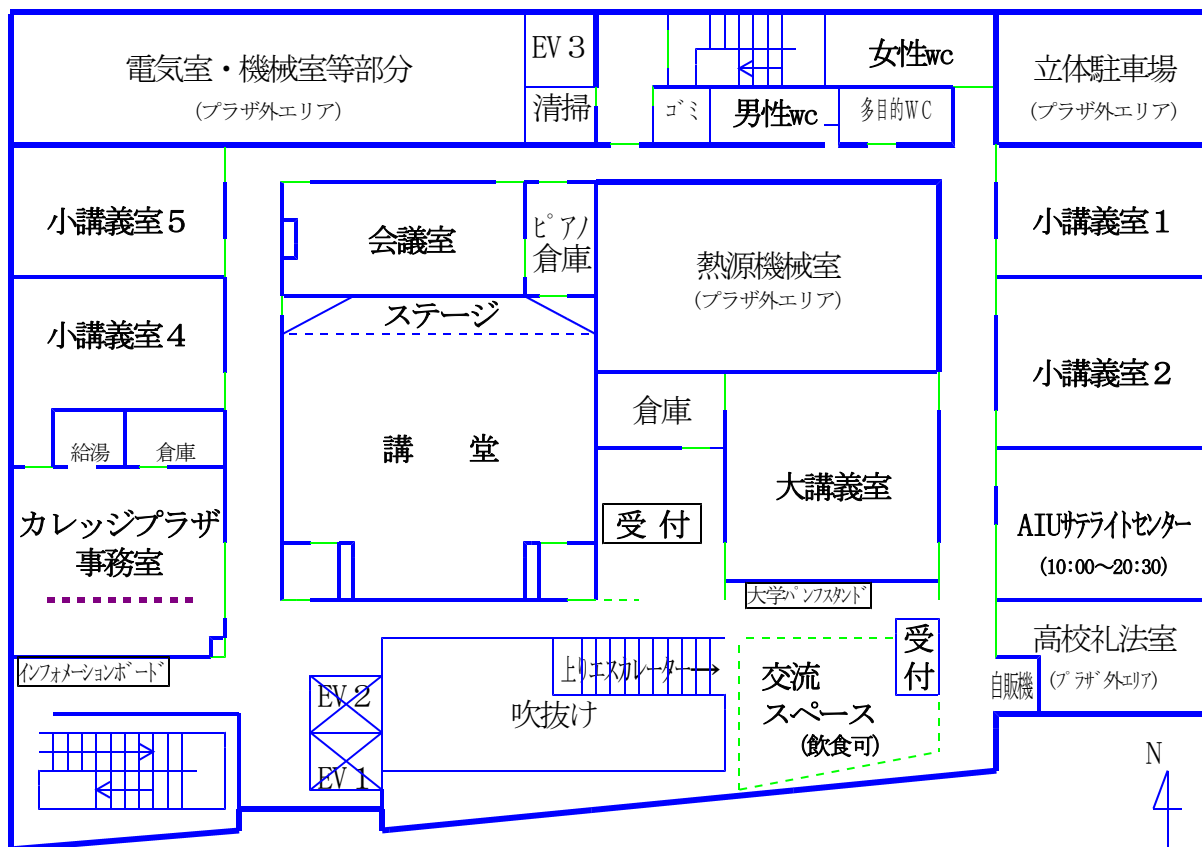 電気室・機械室等部分
(プラザ外エリア)
EV3
清掃
ゴミ
男性wc
女性wc
多目的WC
立体駐車場
(プラザ外エリア)
小講義室5
会議室
ピアノ
倉庫
熱源機械室
(プラザ外エリア)
小講義室1
ステージ
小講義室4
小講義室2
倉庫
講 堂
給湯
倉庫
大講義室
カレッジプラザ
事務室
受付
AIUサテライトセンター
(10:00～20:30)
大学パンフスタンド
インフォメーションボード
EV2
EV1
上りエスカレーター→
吹抜け
交流
スペース
(飲食可)
受
付
高校礼法室
(プラザ外エリア)
自販機
N